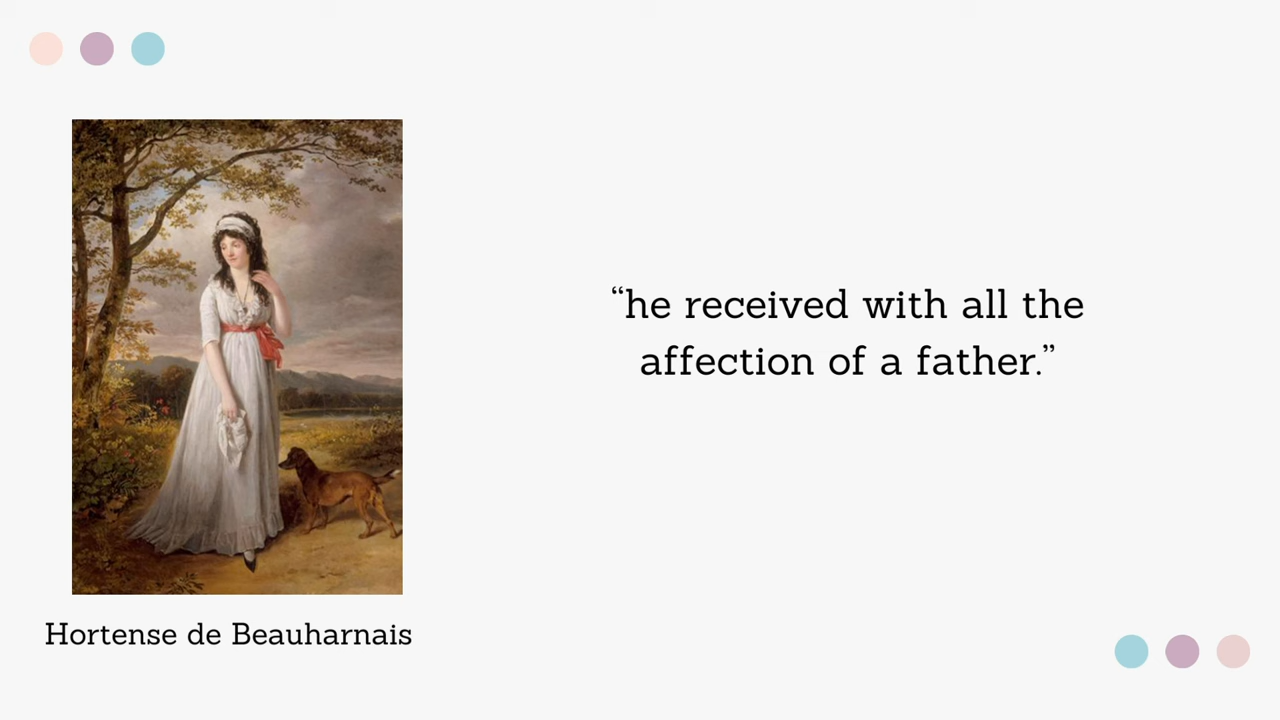 “he received with all the
affection of a father.”
Hortense de Beauharnais